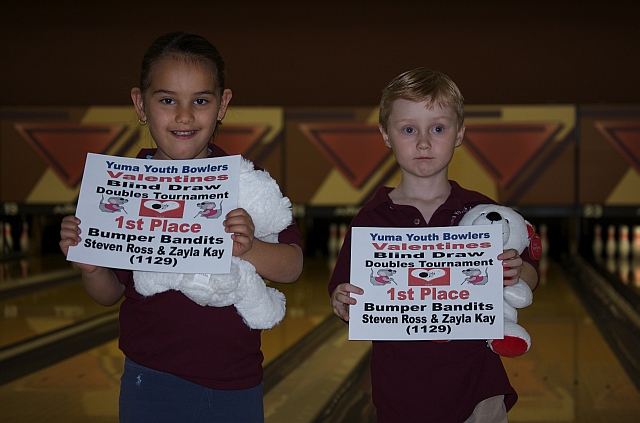 Yuma Youth Bowlers
Valentines
Blind Draw
Doubles Tournament
1st Place
Bumper Bandits
Steven Ross & Zayla Kay
(1129)
Yuma Youth Bowlers
Valentines
Blind Draw
Doubles Tournament
1st Place
Bumper Bandits
Steven Ross & Zayla Kay
(1129)